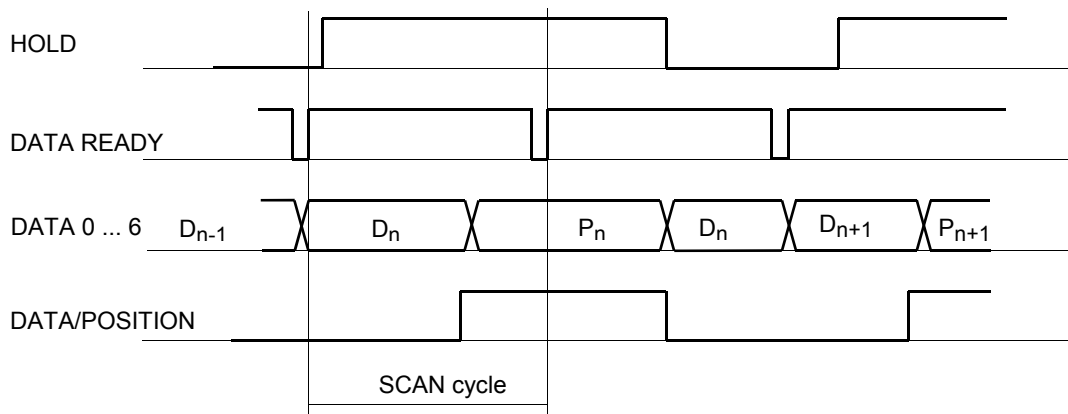 HOLD
DATA READY
DATA 0 ... 6 Dn-1 Dn Pn Dn Dn+1 Pn+1
DATA/POSITION
SCAN cycle